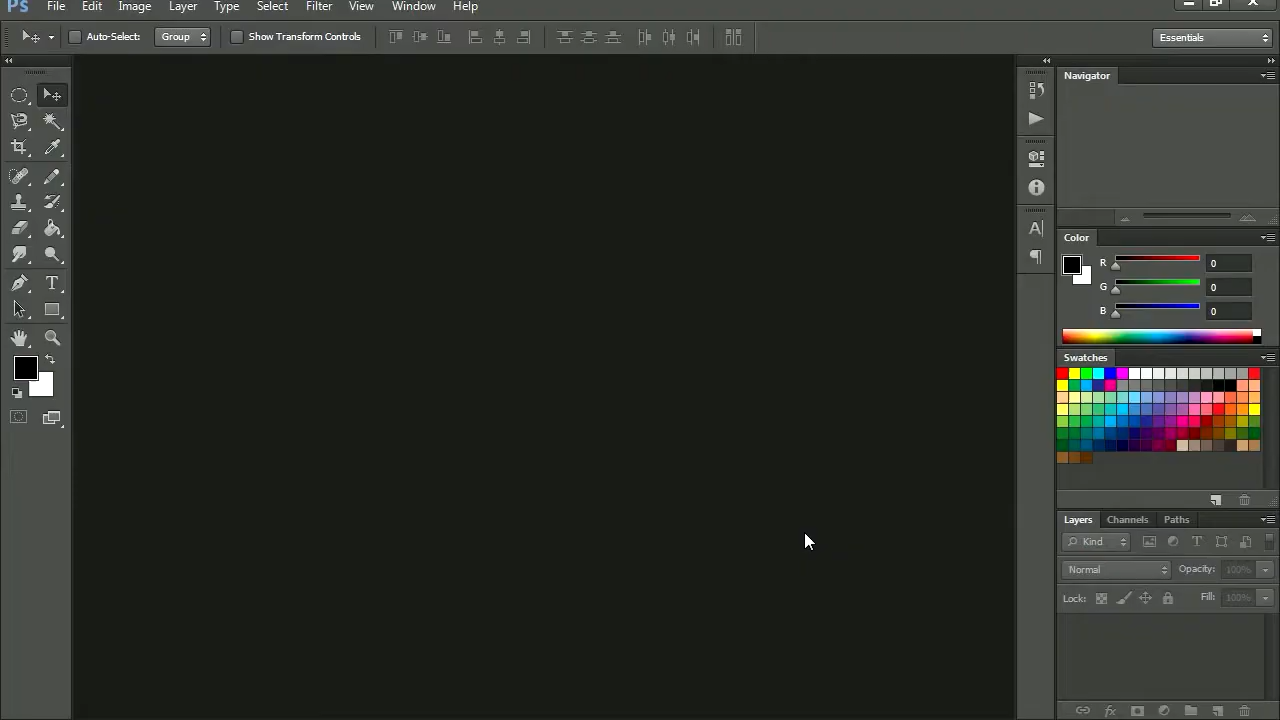 Ps File Edit Image Layer Type Select Filter View Window Help
Auto-Select: Group Show Transform Controls Essentials
Navigator
Color
R 0
G 0
B 0
Swatches
Layers Channels Paths
Kind T
Normal Opacity: 100%
Lock: Fill: 100%
A
T
fx